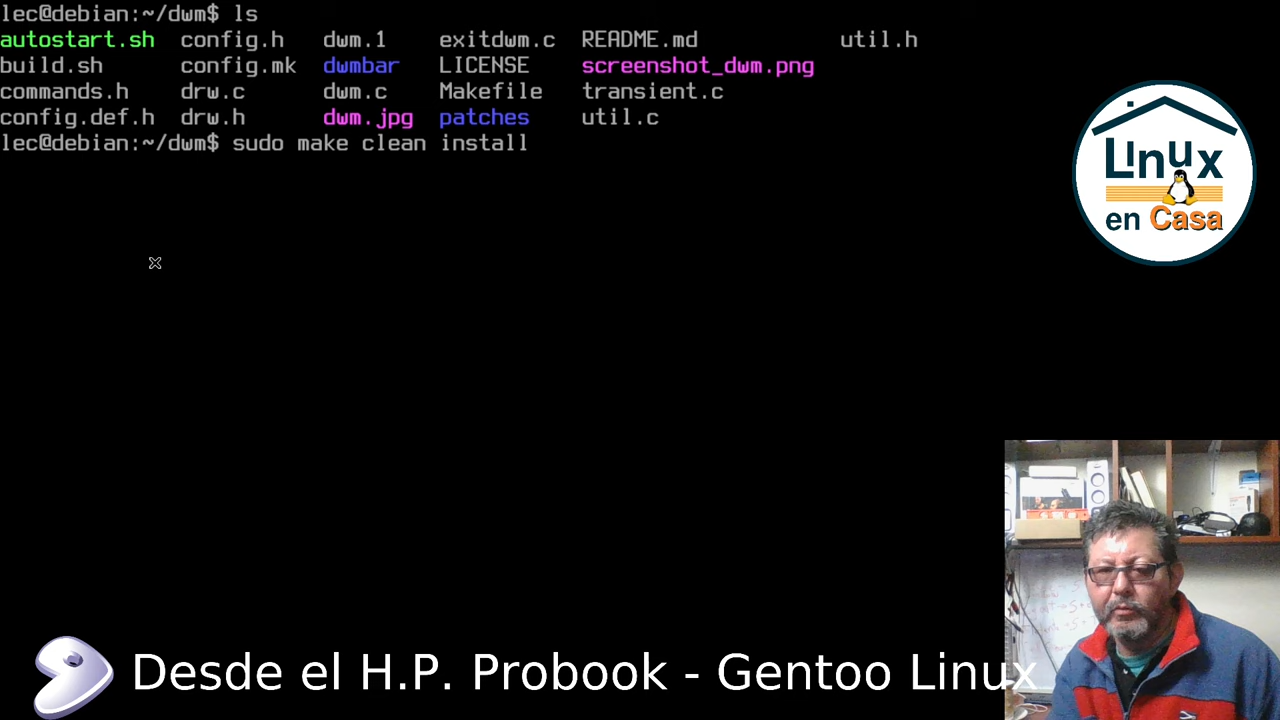 lec@debian:~/dwm$ ls
autostart.sh config.h dwm.1 exitdwm.c README.md util.h
build.sh config.mk dwmbar LICENSE screenshot_dwm.png
commands.h drw.c dwm.c Makefile transient.c
config.def.h drw.h dwm.jpg patches util.c
lec@debian:~/dwm$ sudo make clean install
Linux
en Casa
Desde el H.P. Probook - Gentoo Linux